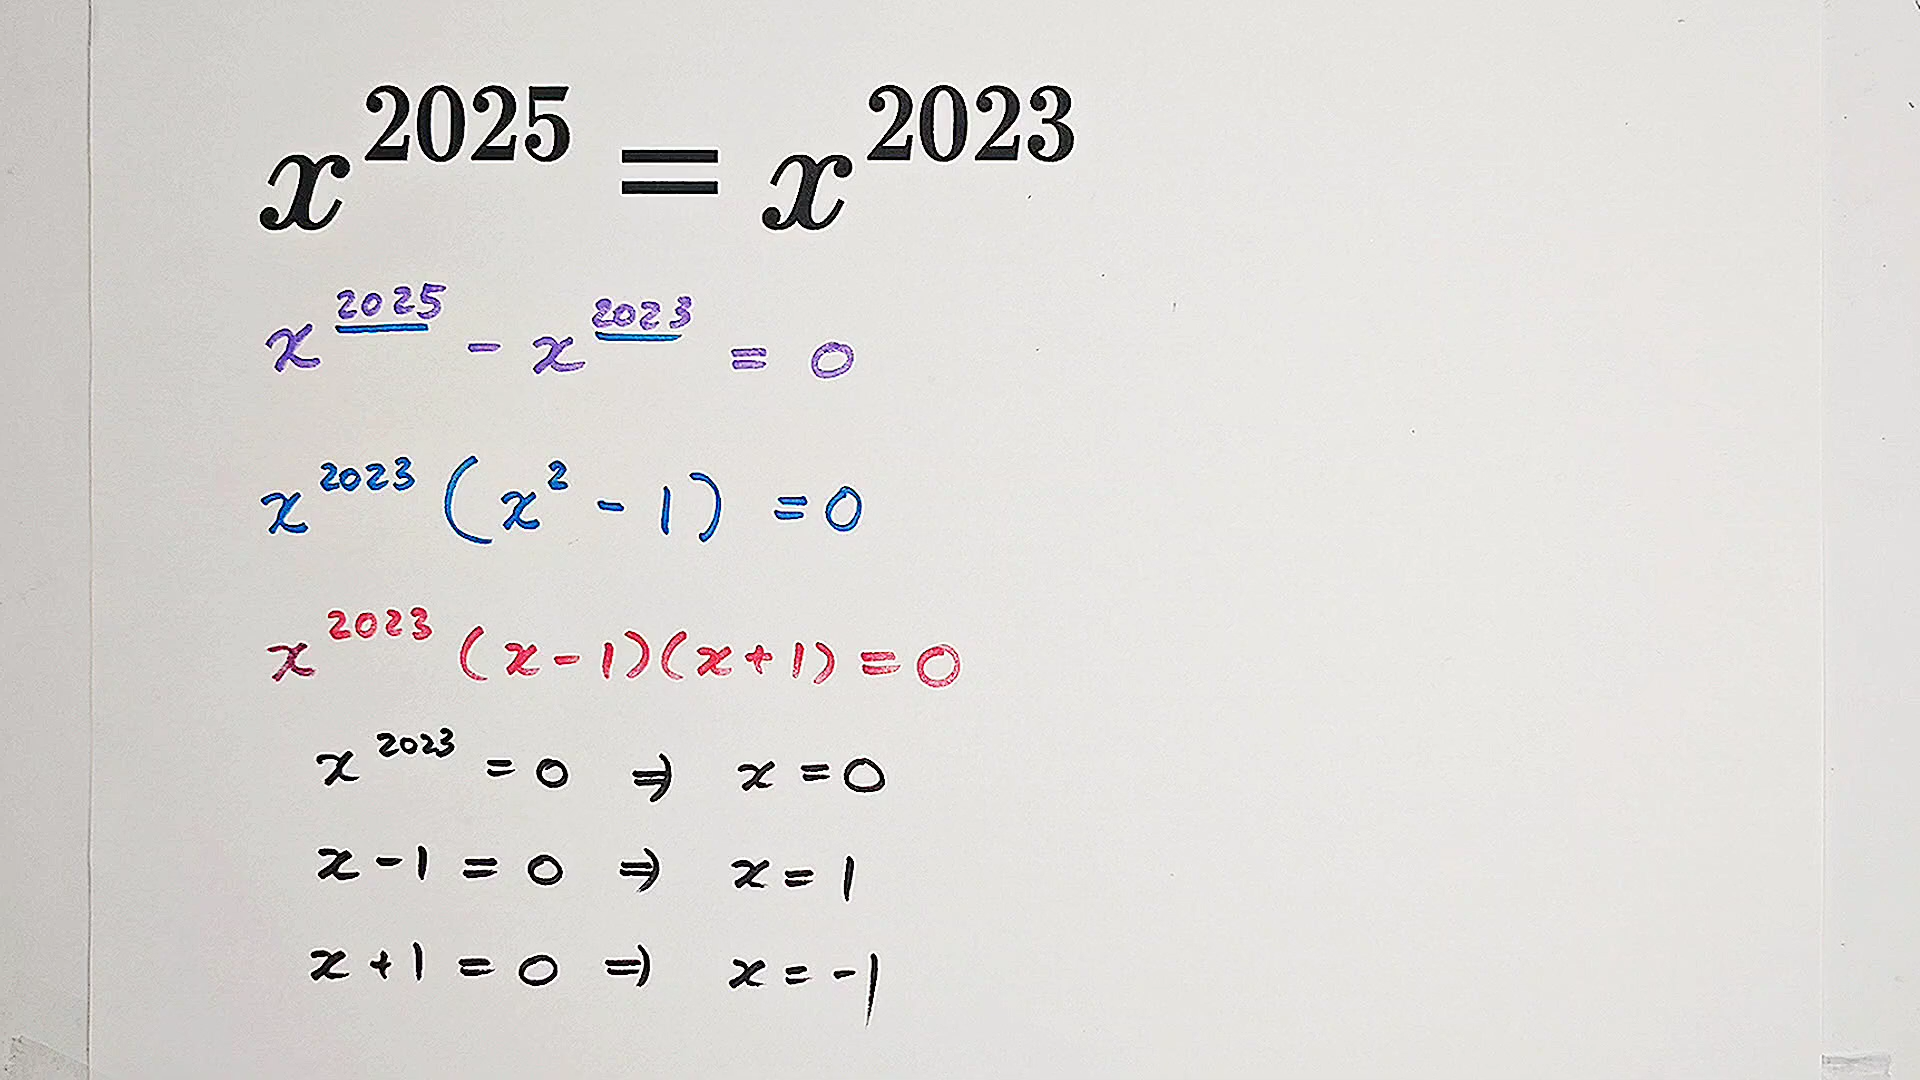 x^2025 = x^2023
x^2025 - x^2023 = 0
x^2023 (x^2 - 1) = 0
x^2023 (x-1)(x+1) = 0
x^2023 = 0 ⇒ x = 0
x - 1 = 0 ⇒ x = 1
x + 1 = 0 ⇒ x = -1